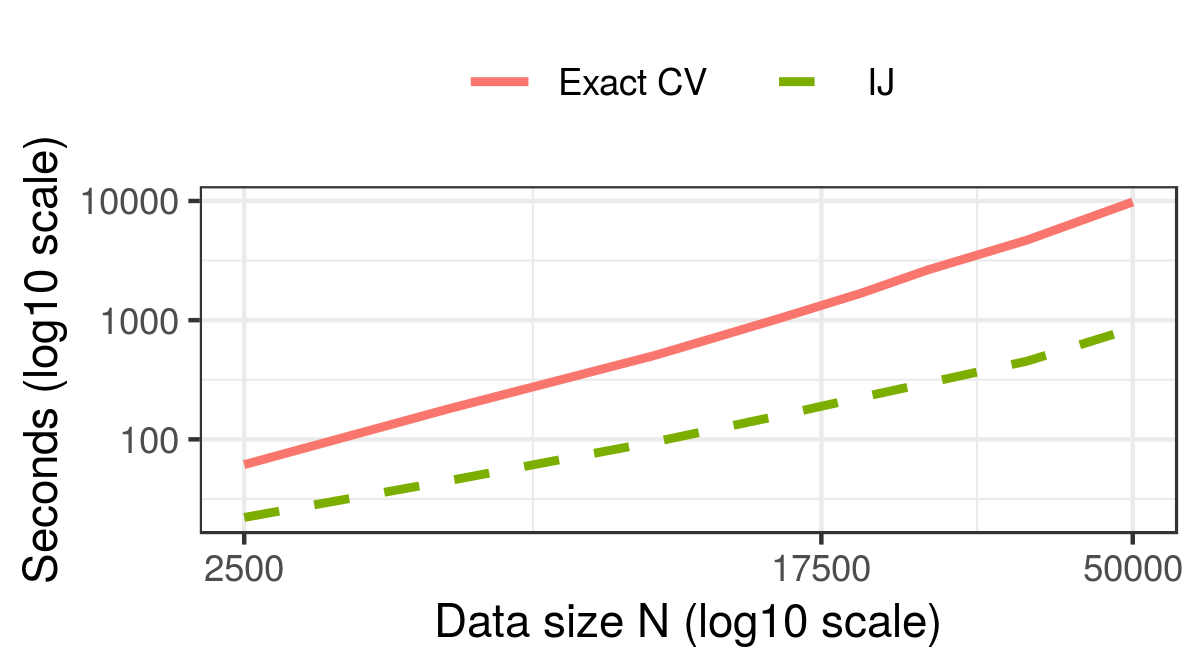 Exact CV IJ
Seconds (log10 scale)
10000
1000
100
2500 17500 50000
Data size N (log10 scale)